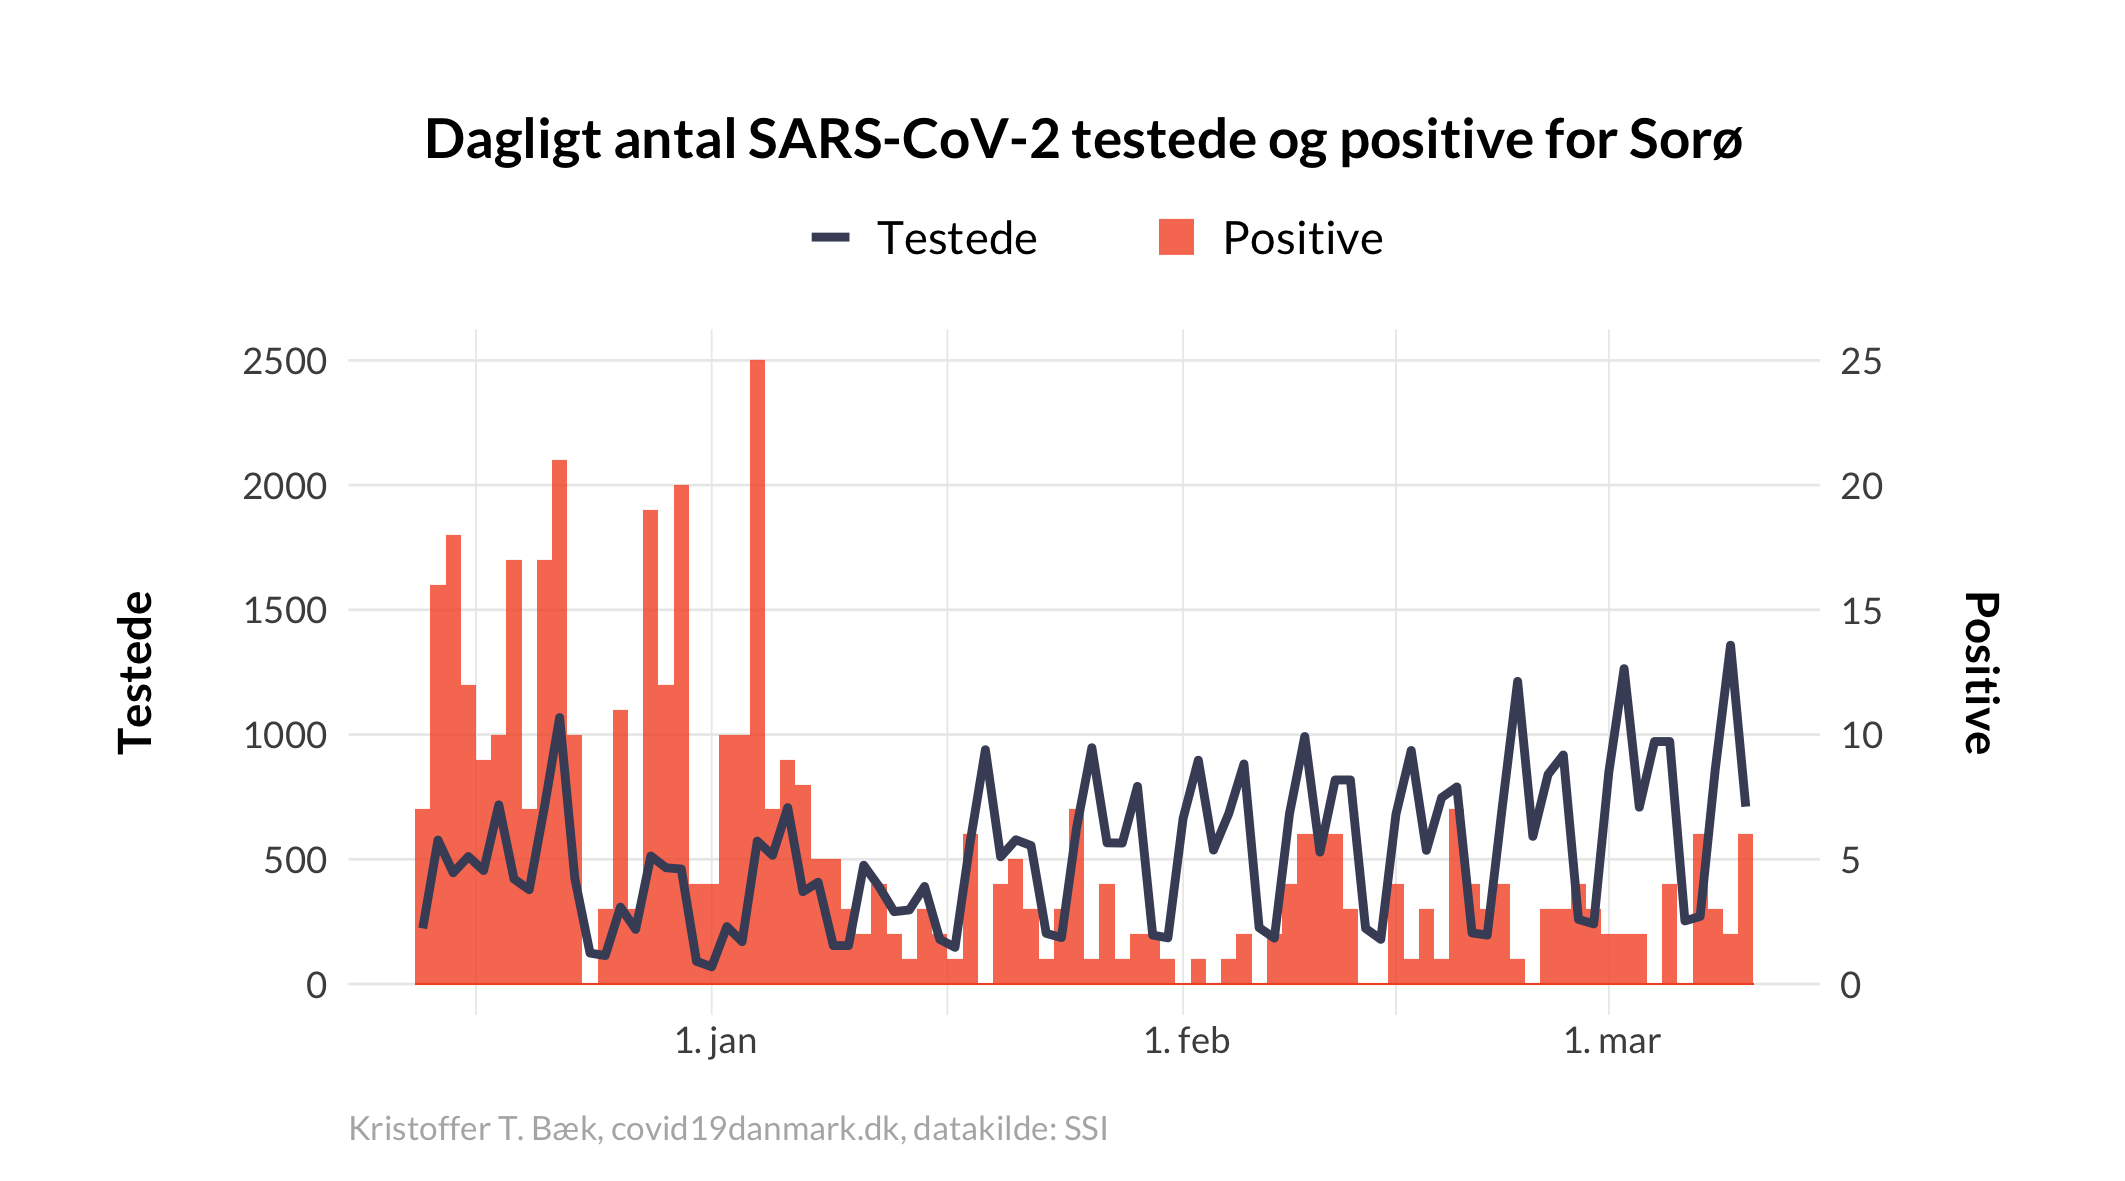 Dagligt antal SARS-CoV-2 testede og positive for Sorø
Testede Positive
2500 25
2000 20
1500 15
1000 10
500 5
0 0
Testede
Positive
1. jan 1. feb 1. mar
Kristoffer T. Bæk, covid19danmark.dk, datakilde: SSI